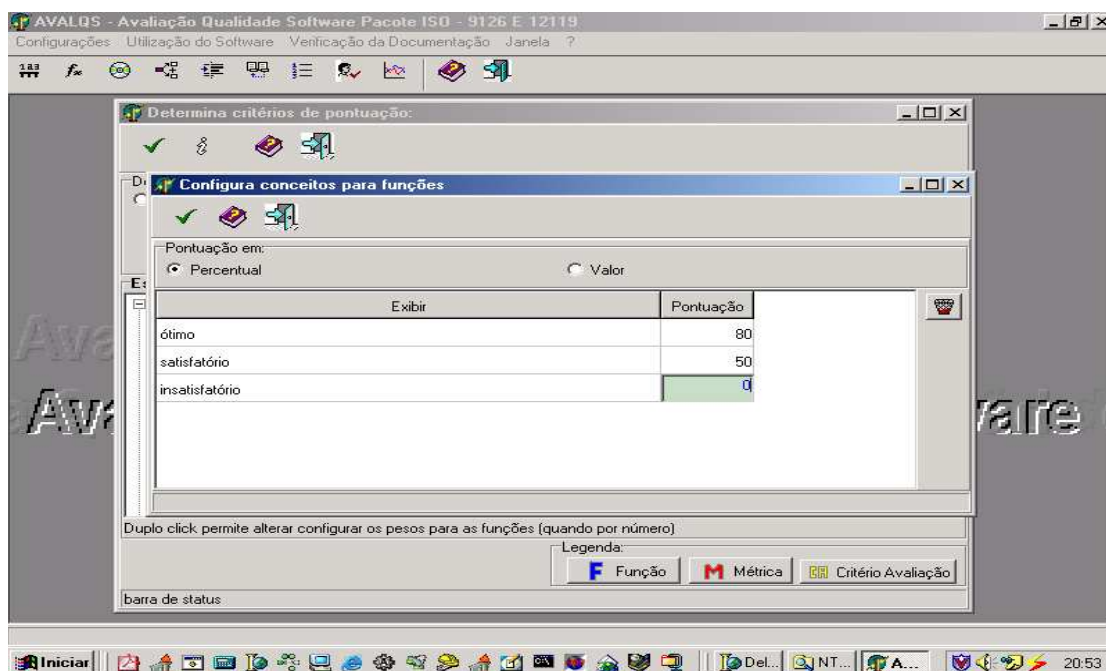 AVALQS - Avaliação Qualidade Software Pacote ISO - 9126 E 12119
Configurações Utilização do Software Verificação da Documentação Janela ?
Determina critérios de pontuação:
Configura conceitos para funções
Pontuação em:
Percentual Valor
Exibir Pontuação
ótimo 80
satisfatório 50
insatisfatório 0
Duplo click permite alterar configurar os pesos para as funções (quando por número)
Legenda:
F Função M Métrica Critério Avaliação
barra de status
Iniciar Del... NT... A... 20:53